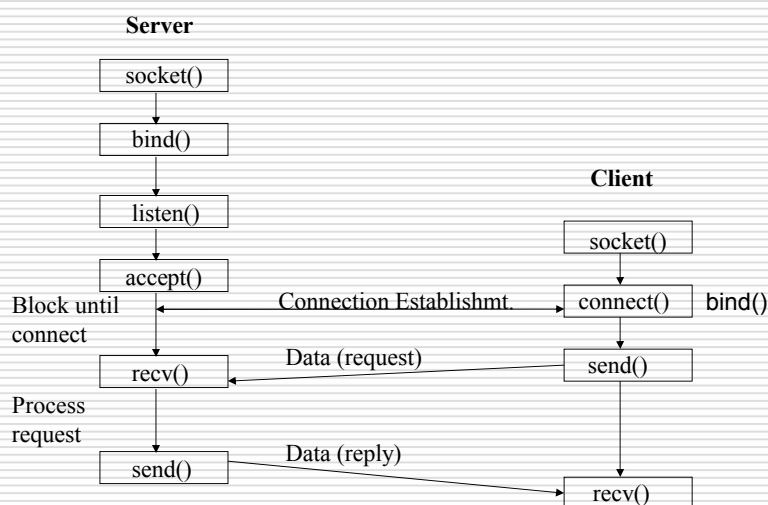 Server
socket()
bind()
listen()
Client
socket()
accept()
Block until
connect
Connection Establishmt.
connect()
bind()
Data (request)
send()
recv()
Process
request
Data (reply)
send()
recv()